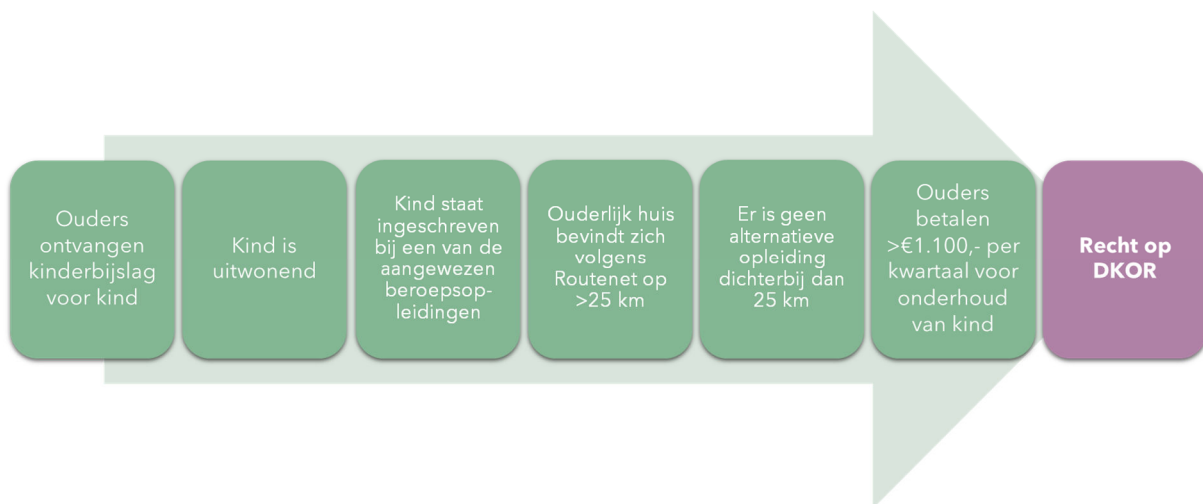 Ouders
ontvangen
kinderbijslag
voor kind
Kind is
uitwonend
Kind staat
ingeschreven
bij een van de
aangewezen
beroepsop-
leidingen
Ouderlijk huis
bevindt zich
volgens
Routenet op
>25 km
Er is geen
alternatieve
opleiding
dichterbij dan
25 km
Ouders
betalen
>€1.100,- per
kwartaal voor
onderhoud
van kind
Recht op
DKOR